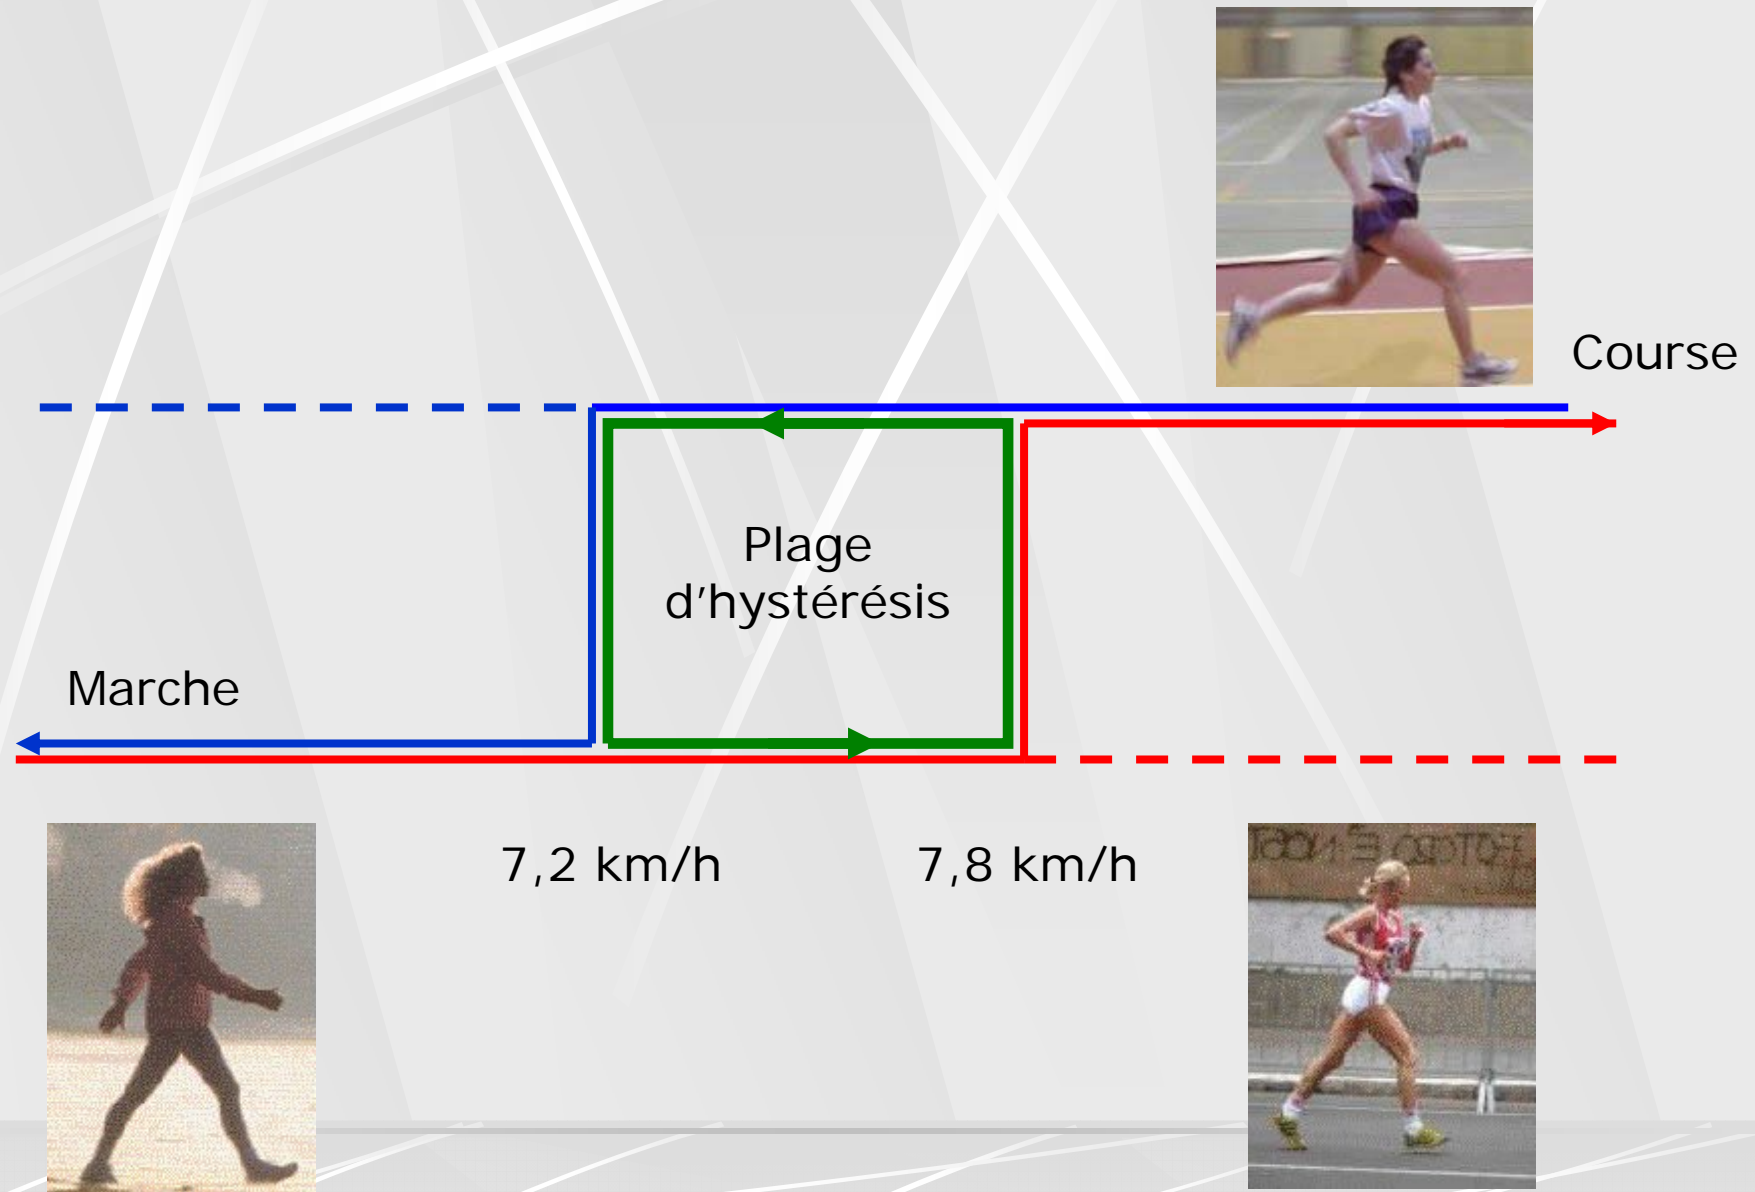 Course
Plage
d'hystérésis
Marche
7,2 km/h
7,8 km/h